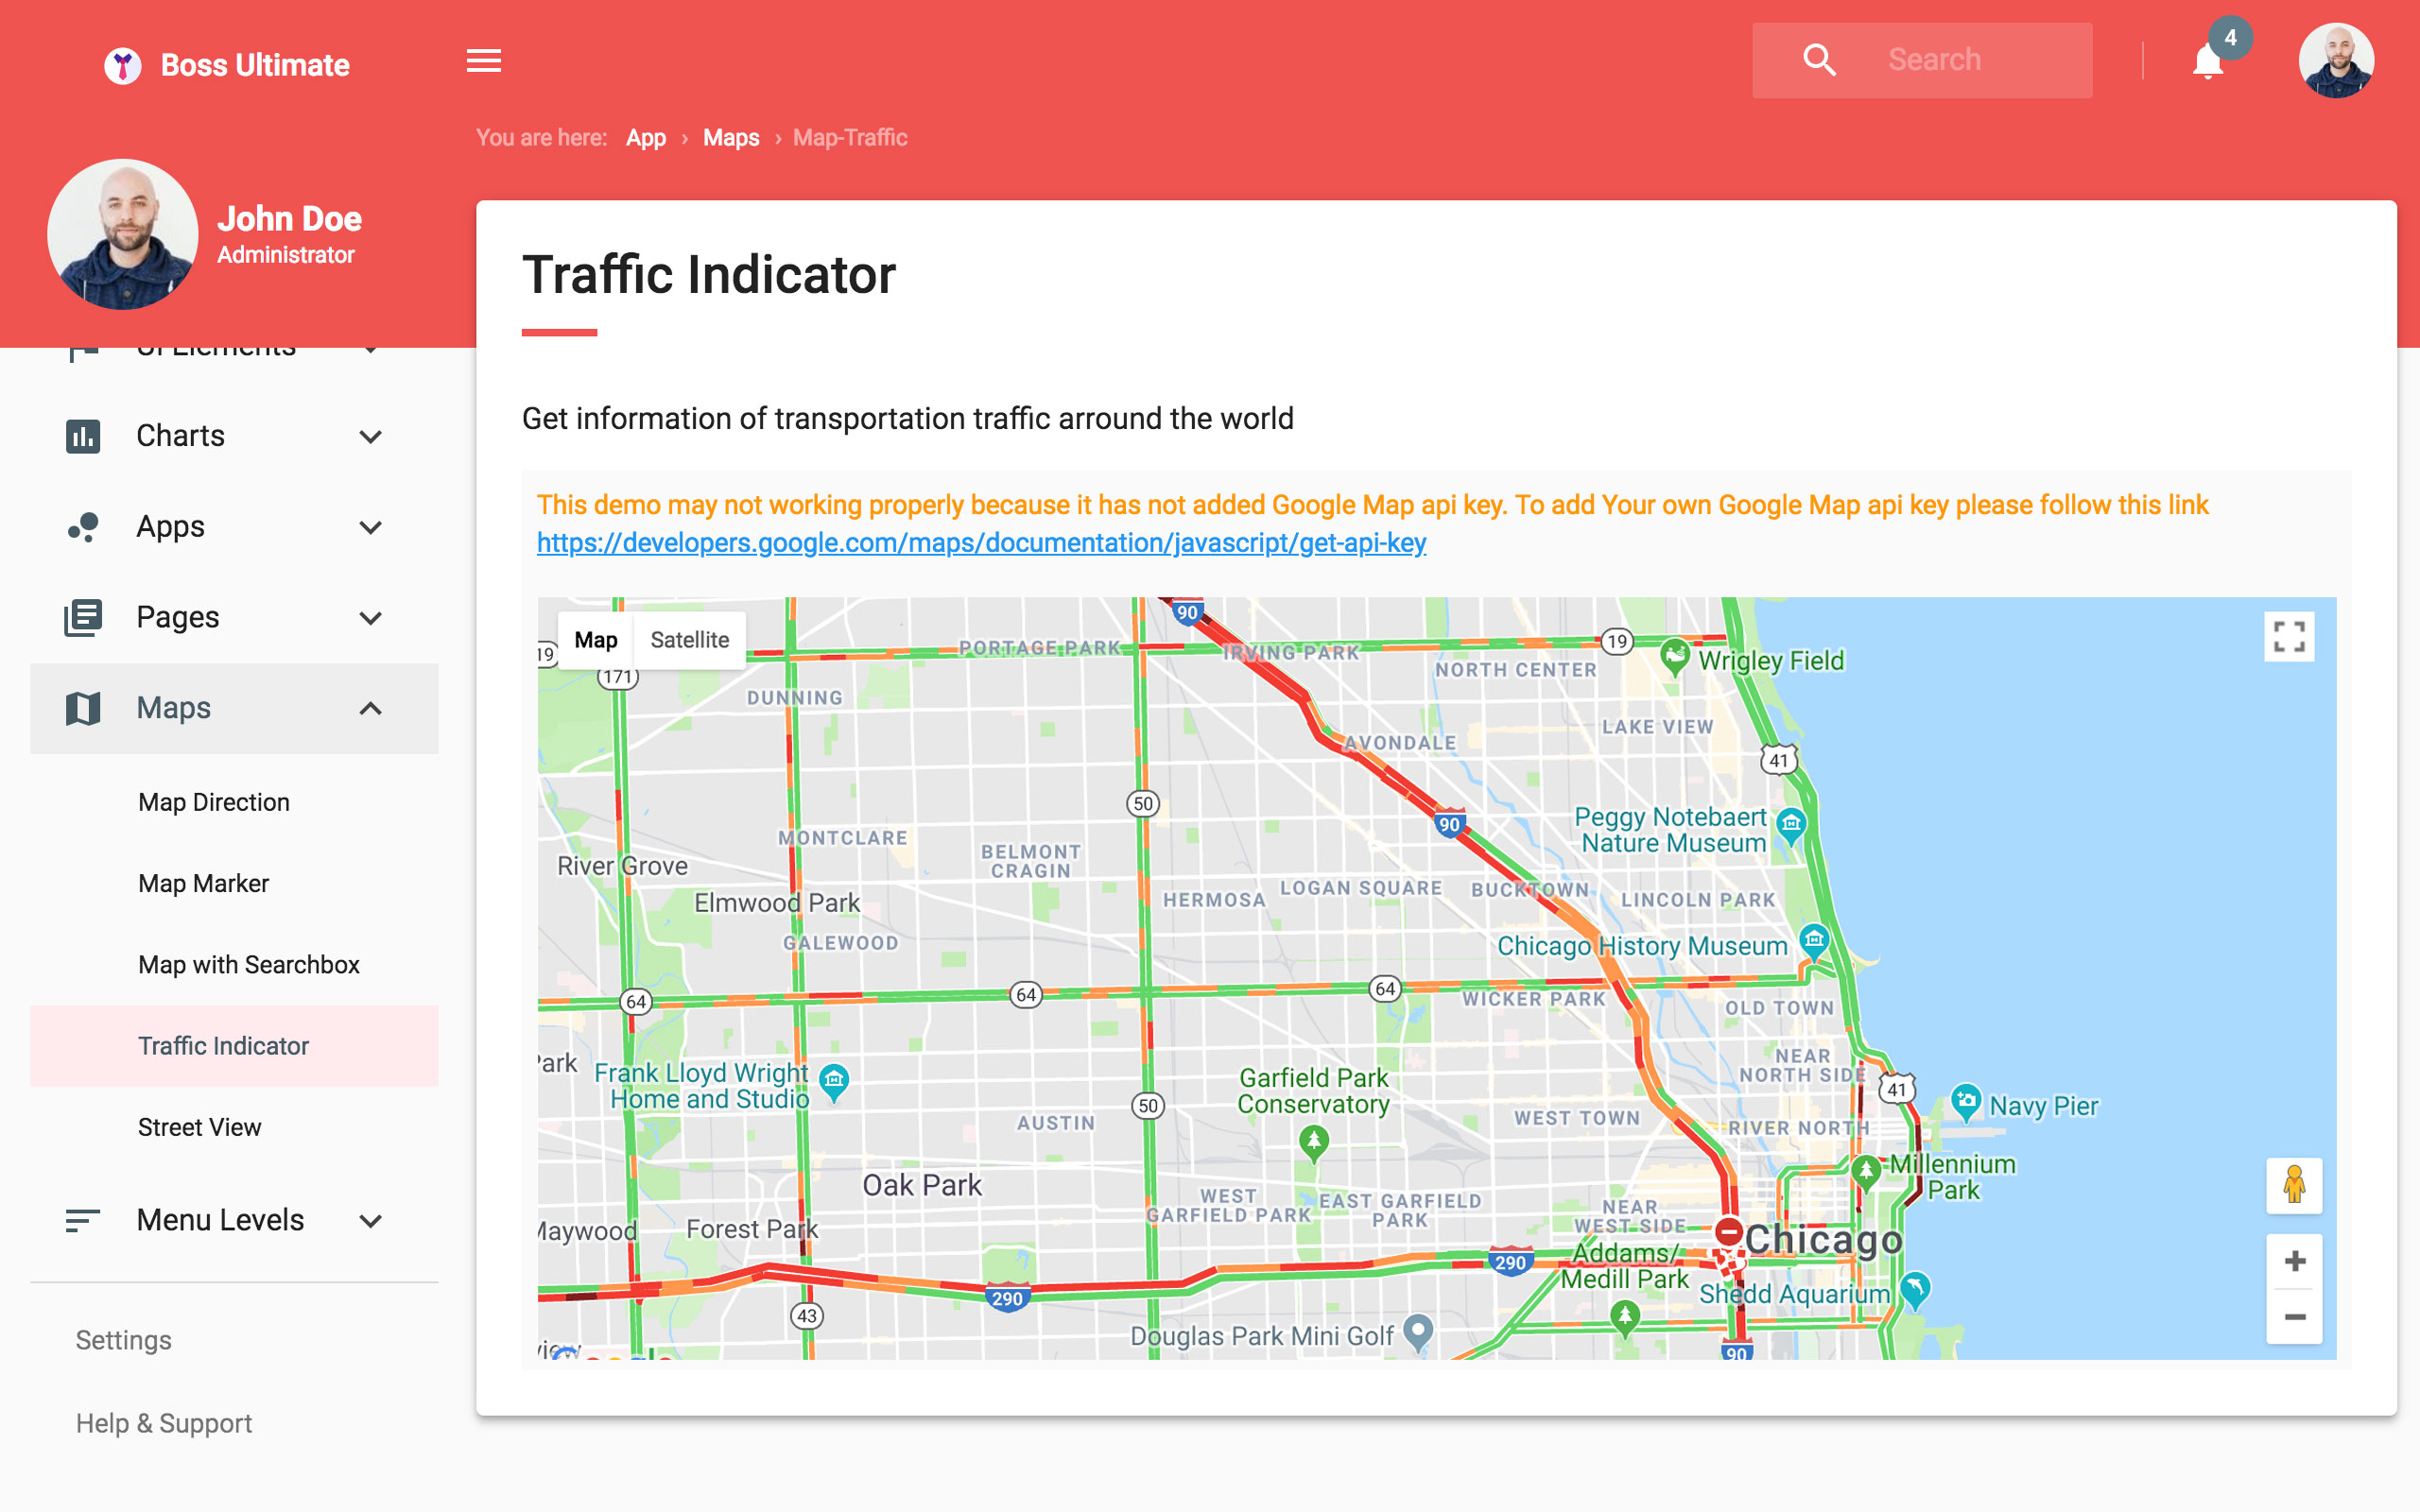 Boss Ultimate
Search
4
You are here: App › Maps › Map-Traffic
John Doe
Administrator
UI Elements
Charts
Apps
Pages
Maps
Map Direction
Map Marker
Map with Searchbox
Traffic Indicator
Street View
Menu Levels
Settings
Help & Support
Traffic Indicator
Get information of transportation traffic arround the world
This demo may not working properly because it has not added Google Map api key. To add Your own Google Map api key please follow this link
https://developers.google.com/maps/documentation/javascript/get-api-key
Map Satellite
90
19
19
171
PORTAGE PARK
IRVING PARK
NORTH CENTER
Wrigley Field
DUNNING
LAKE VIEW
AVONDALE
41
50
90
Peggy Notebaert
Nature Museum
MONTCLARE
BELMONT
CRAGIN
River Grove
LOGAN SQUARE
BUCKTOWN
HERMOSA
LINCOLN PARK
Elmwood Park
GALEWOOD
Chicago History Museum
64
64
64
WICKER PARK
OLD TOWN
Park
NEAR
NORTH SIDE
Frank Lloyd Wright
Home and Studio
Garfield Park
Conservatory
41
50
Navy Pier
AUSTIN
WEST TOWN
RIVER NORTH
Millennium
Park
Oak Park
WEST
GARFIELD PARK
EAST GARFIELD
PARK
NEAR
WEST SIDE
Maywood
Forest Park
Chicago
290
Addams/
Medill Park
290
Shedd Aquarium
43
Douglas Park Mini Golf
90